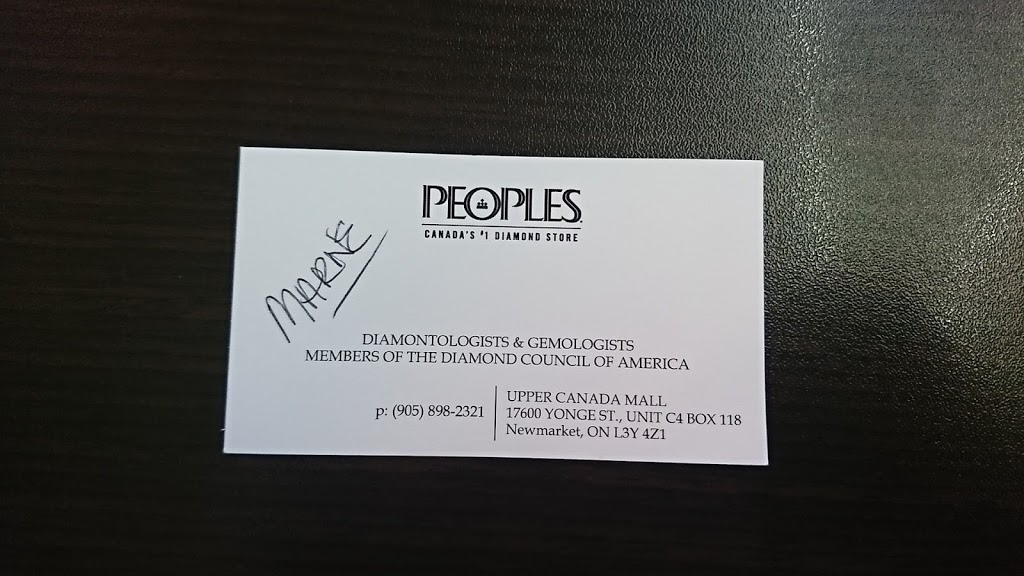 PEOPLES
CANADA'S #1 DIAMOND STORE
MARNE
DIAMONTOLOGISTS & GEMOLOGISTS
MEMBERS OF THE DIAMOND COUNCIL OF AMERICA
p: (905) 898-2321
UPPER CANADA MALL
17600 YONGE ST., UNIT C4 BOX 118
Newmarket, ON L3Y 4Z1